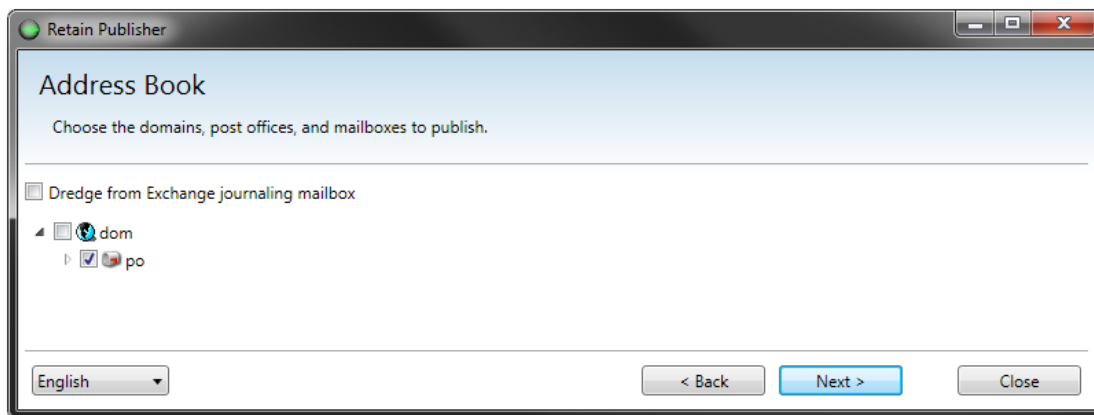 Retain Publisher
Address Book
Choose the domains, post offices, and mailboxes to publish.
Dredge from Exchange journaling mailbox
dom
po
English
< Back
Next >
Close